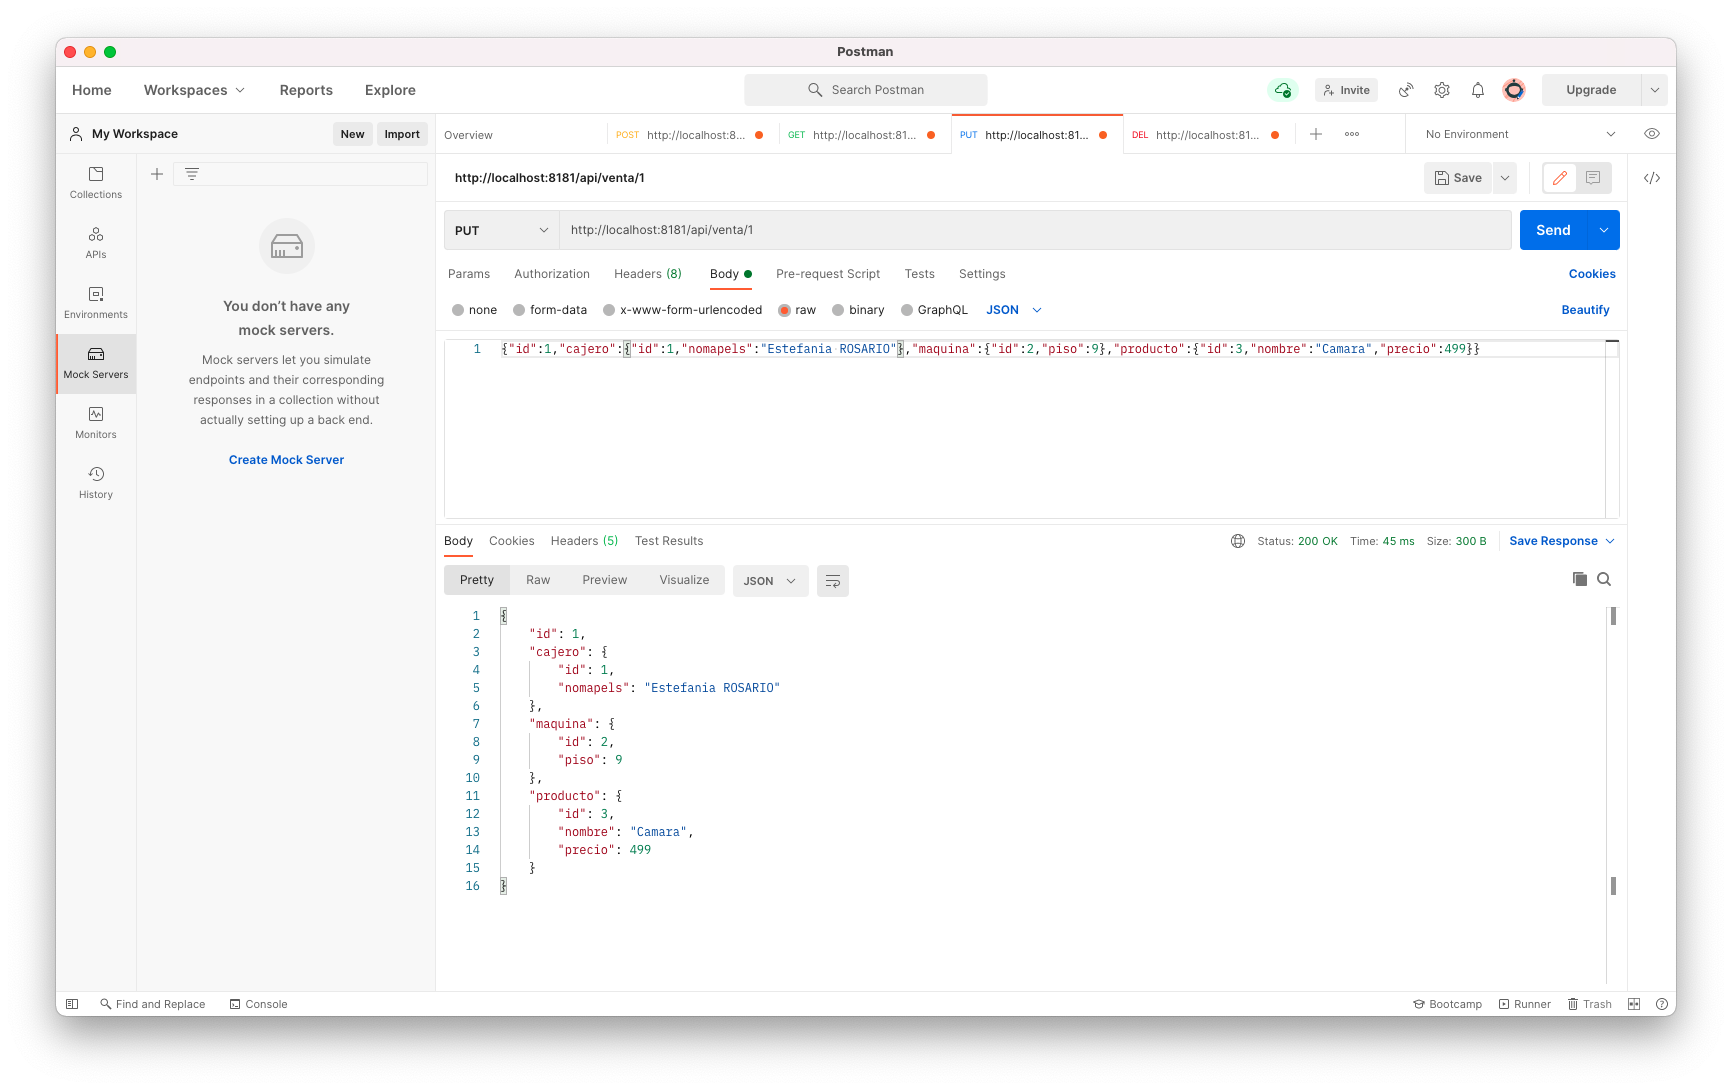 Postman
Home Workspaces Reports Explore Search Postman Invite Upgrade
My Workspace New Import Overview POST http://localhost:8... GET http://localhost:81... PUT http://localhost:81... DEL http://localhost:81... No Environment
Collections
APIs
Environments
Mock Servers
Monitors
History
You don’t have any
mock servers.
Mock servers let you simulate
endpoints and their corresponding
responses in a collection without
actually setting up a back end.
Create Mock Server
http://localhost:8181/api/venta/1 Save
PUT http://localhost:8181/api/venta/1 Send
Params Authorization Headers (8) Body Pre-request Script Tests Settings Cookies
none form-data x-www-form-urlencoded raw binary GraphQL JSON Beautify
1 {"id":1,"cajero":{"id":1,"nomapels":"Estefania ROSARIO"},"maquina":{"id":2,"piso":9},"producto":{"id":3,"nombre":"Camara","precio":499}}
Body Cookies Headers (5) Test Results Status: 200 OK Time: 45 ms Size: 300 B Save Response
Pretty Raw Preview Visualize JSON
1 {
2 "id": 1,
3 "cajero": {
4 "id": 1,
5 "nomapels": "Estefania ROSARIO"
6 },
7 "maquina": {
8 "id": 2,
9 "piso": 9
10 },
11 "producto": {
12 "id": 3,
13 "nombre": "Camara",
14 "precio": 499
15 }
16 }
Find and Replace Console Bootcamp Runner Trash